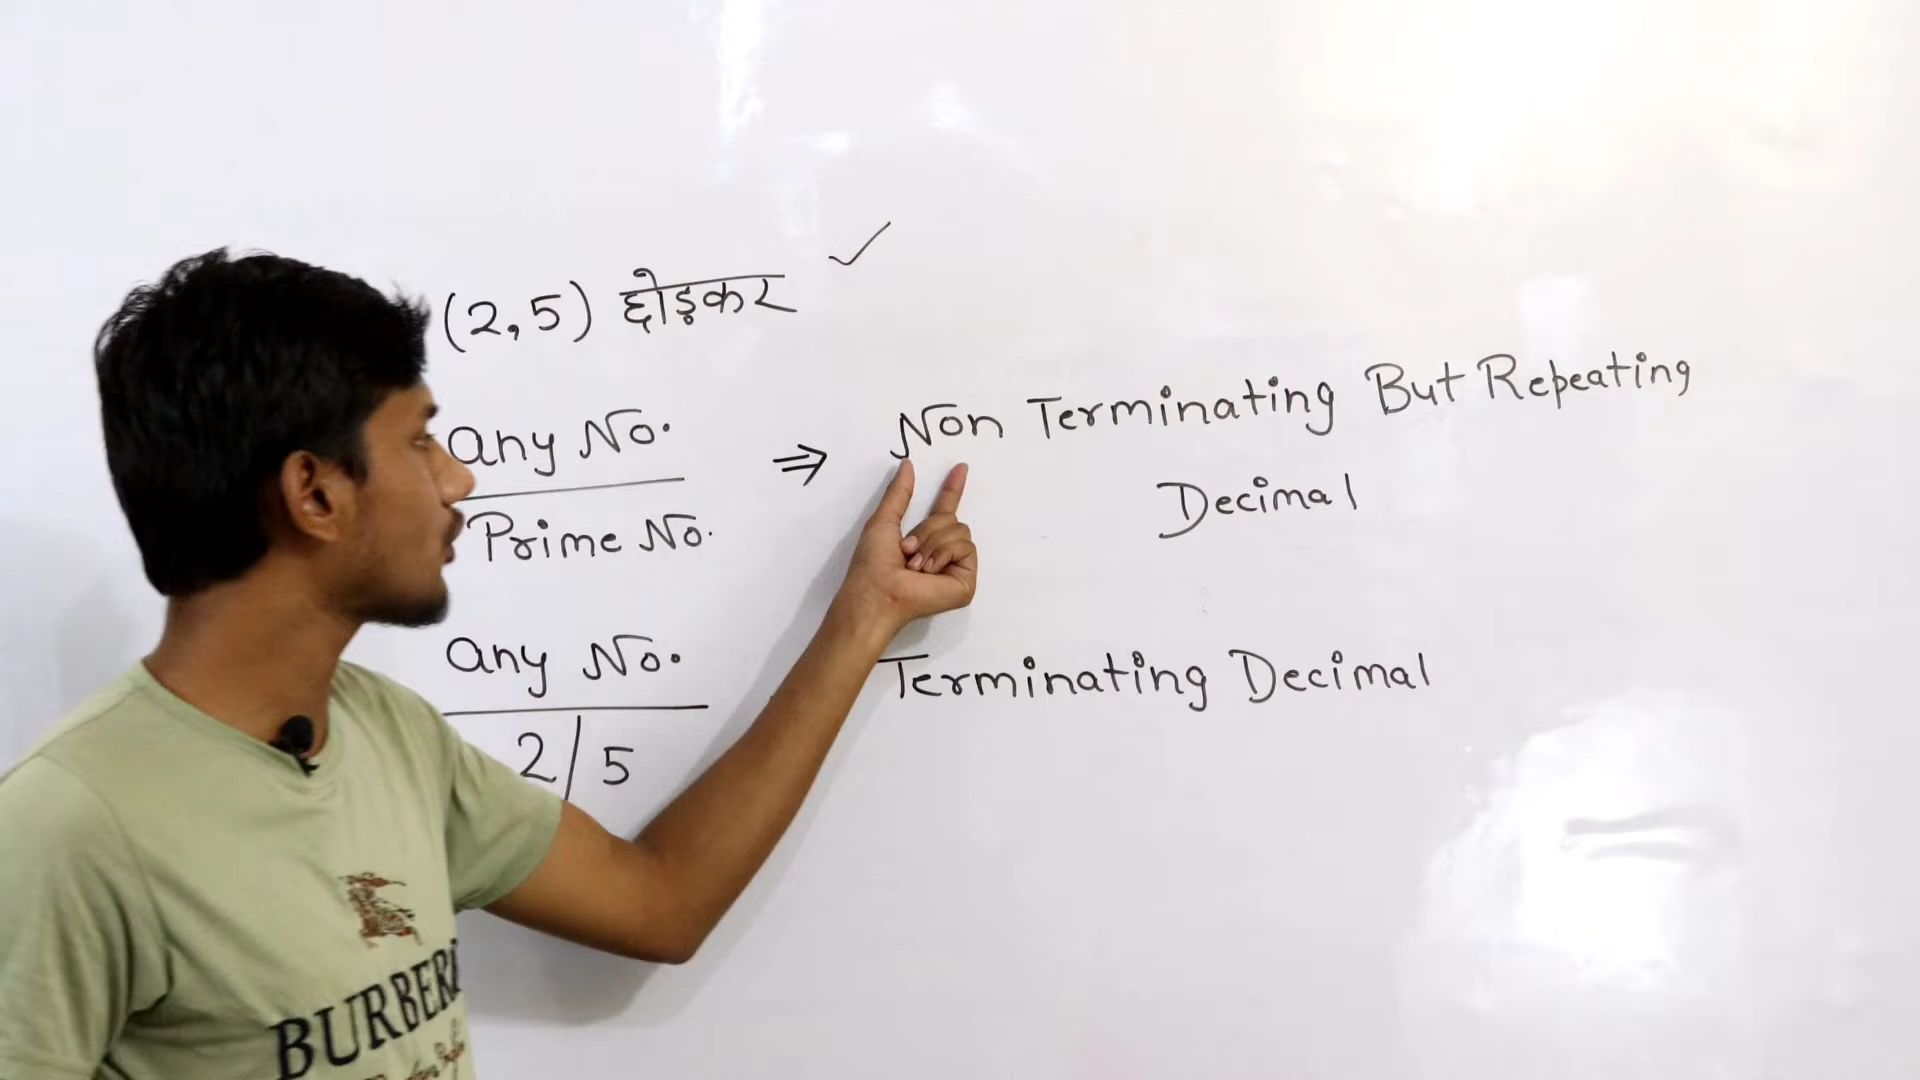 (2,5) छोड़कर
any No.
Prime No.
⇒ Non Terminating But Repeating
Decimal
any No.
2/5
Terminating Decimal
BURBER